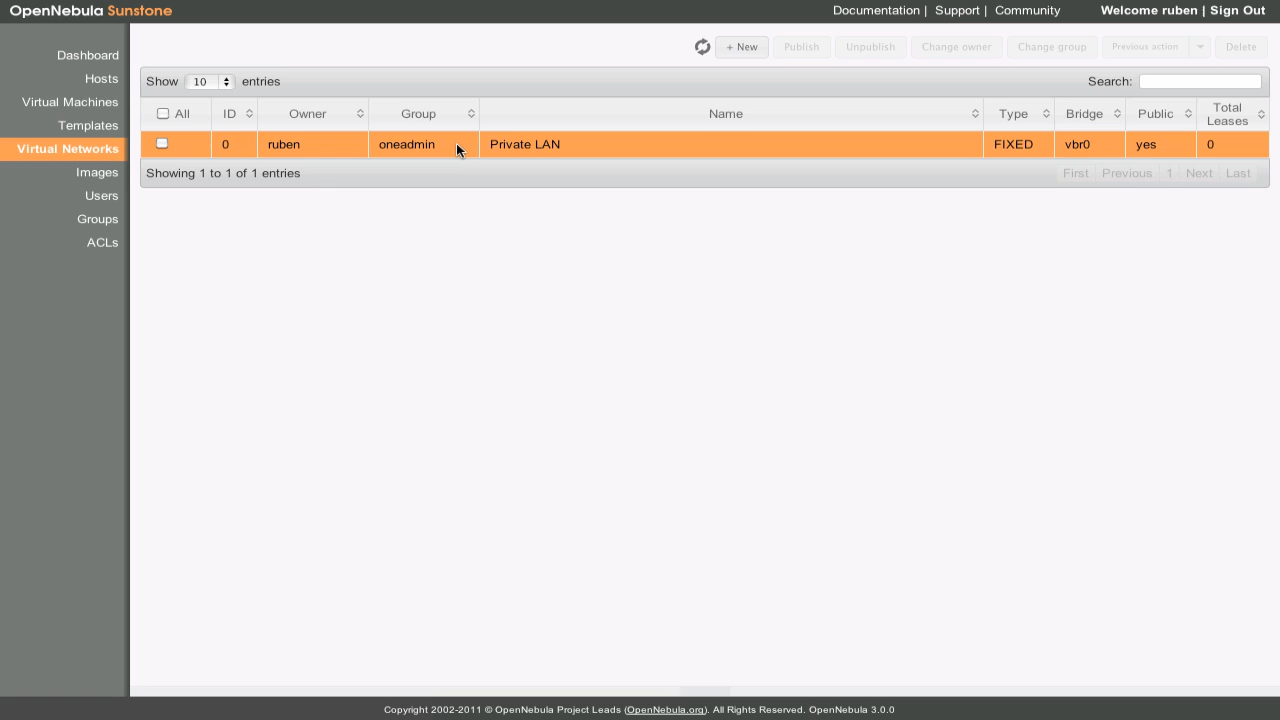 OpenNebula Sunstone
Documentation | Support | Community Welcome ruben | Sign Out
Dashboard
Hosts
Virtual Machines
Templates
Virtual Networks
Images
Users
Groups
ACLs
+ New Publish Unpublish Change owner Change group Previous action Delete
Show 10 entries Search:
All ID Owner Group Name Type Bridge Public Total Leases
0 ruben oneadmin Private LAN FIXED vbr0 yes 0
Showing 1 to 1 of 1 entries First Previous 1 Next Last
Copyright 2002-2011 © OpenNebula Project Leads (OpenNebula.org). All Rights Reserved. OpenNebula 3.0.0